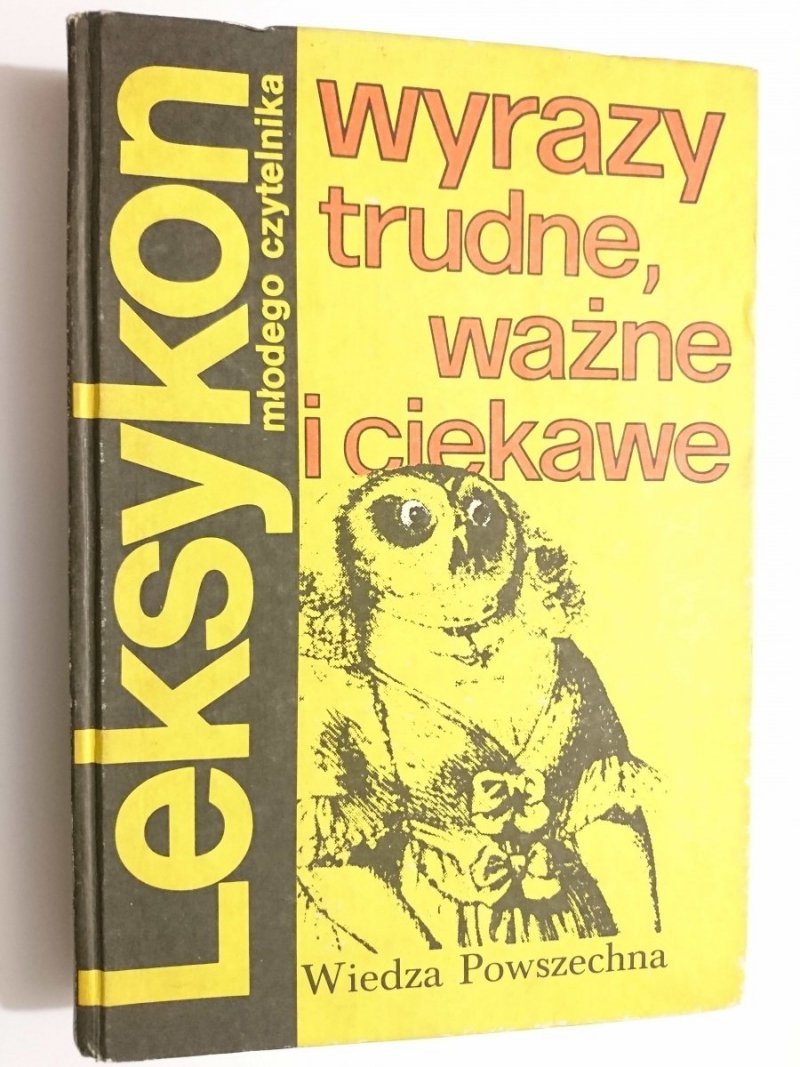 Leksykon
młodego czytelnika
wyrazy
trudne,
ważne
i ciekawe
Wiedza Powszechna